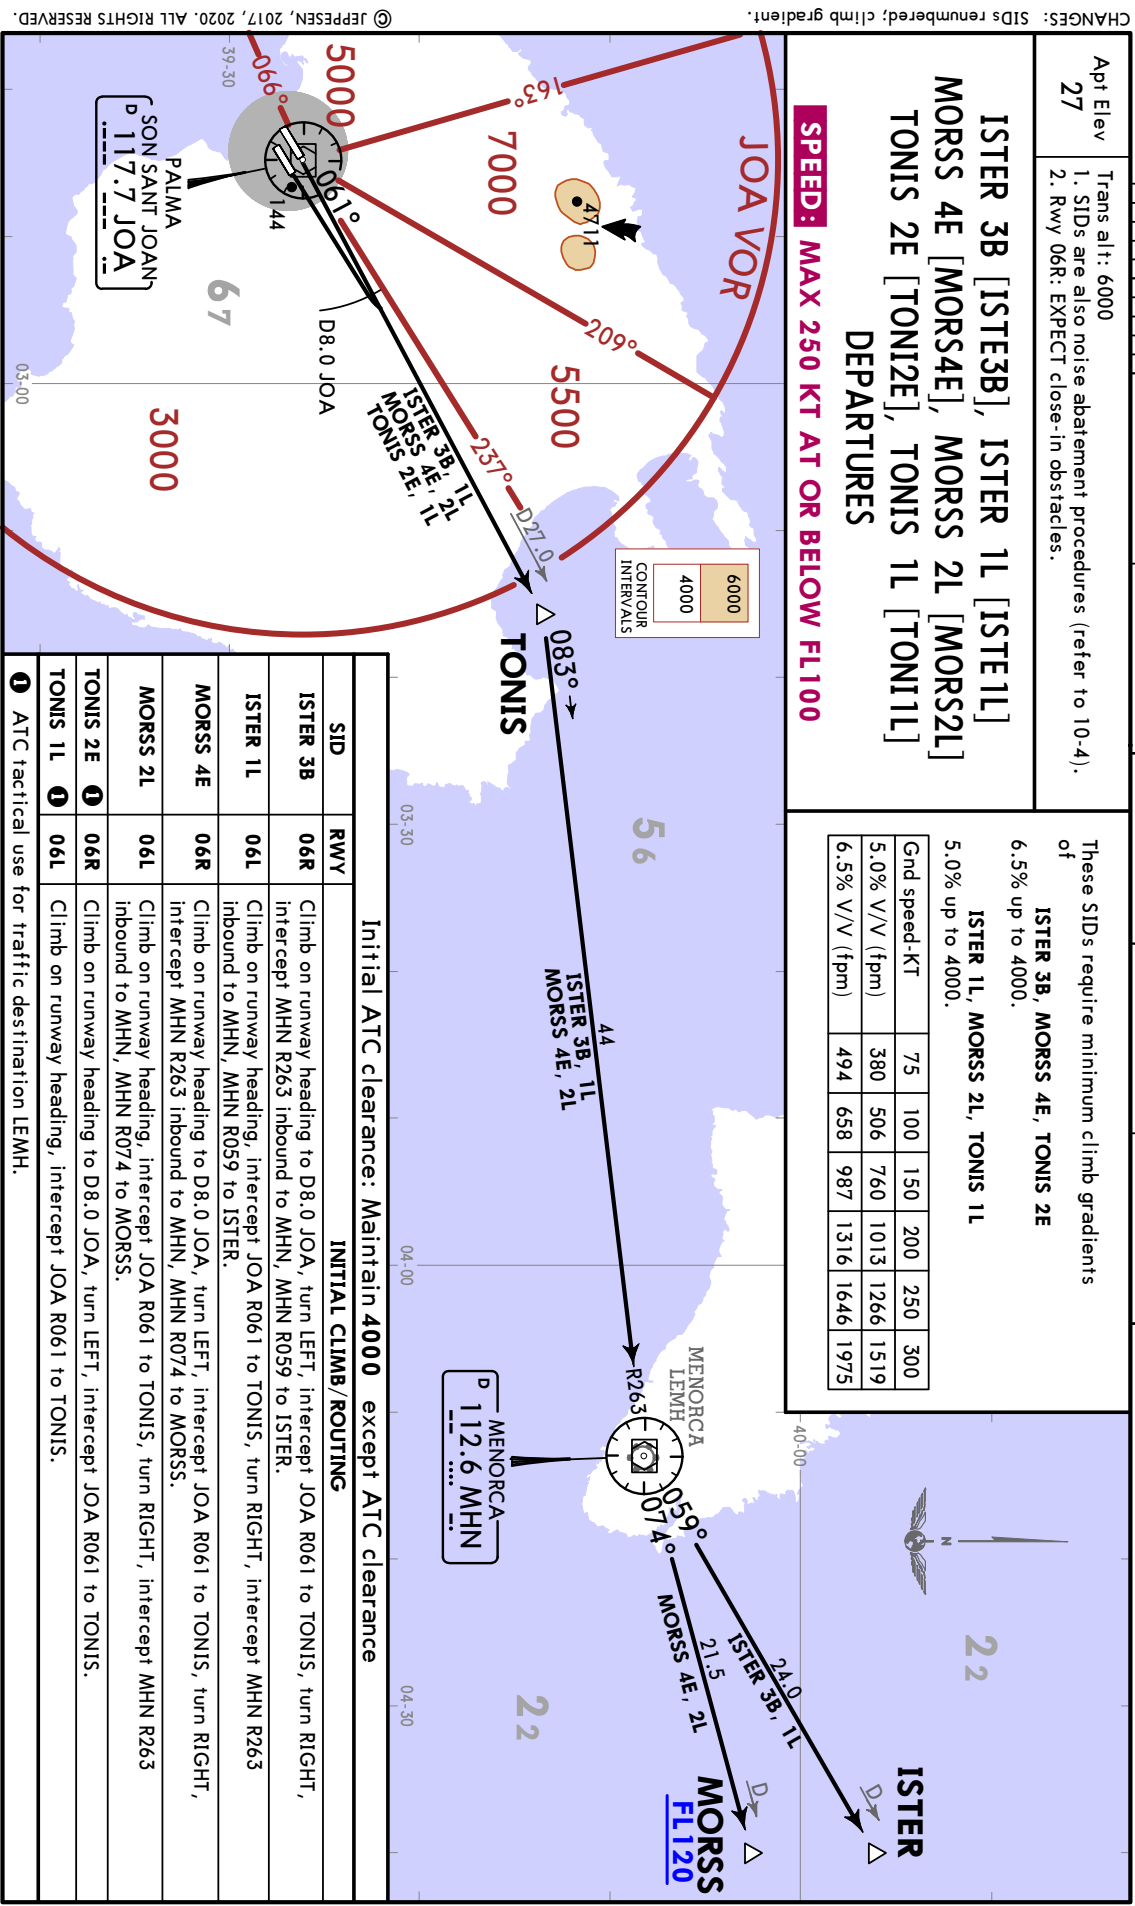 CHANGES: SIDs renumbered; climb gradient.
© JEPPESEN, 2017, 2020. ALL RIGHTS RESERVED.
Apt Elev
27
Trans alt: 6000
1. SIDs are also noise abatement procedures (refer to 10-4).
2. Rwy 06R: EXPECT close-in obstacles.
ISTER 3B [ISTE3B], ISTER 1L [ISTE1L]
MORSS 4E [MORS4E], MORSS 2L [MORS2L]
TONIS 2E [TONI2E], TONIS 1L [TONI1L]
DEPARTURES
SPEED: MAX 250 KT AT OR BELOW FL100
These SIDs require minimum climb gradients
of
ISTER 3B, MORSS 4E, TONIS 2E
6.5% up to 4000.
ISTER 1L, MORSS 2L, TONIS 1L
5.0% up to 4000.
Gnd speed-KT 75 100 150 200 250 300
5.0% V/V (fpm) 380 506 760 1013 1266 1519
6.5% V/V (fpm) 494 658 987 1316 1646 1975
JOA VOR
163°
7000
4711
5000
066°
209°
5500
237°
3000
6000
4000
CONTOUR
INTERVALS
39-30
40-00
03-00
03-30
04-00
04-30
N
67
56
22
22
061°
144
PALMA
SON SANT JOAN
D 117.7 JOA
D8.0 JOA
ISTER 3B, 1L
MORSS 4E, 2L
TONIS 2E, 1L
D27.0
TONIS
083°
44
ISTER 3B, 1L
MORSS 4E, 2L
R263
MENORCA
LEMH
MENORCA
D 112.6 MHN
059°
074°
24.0
ISTER 3B, 1L
21.5
MORSS 4E, 2L
D
ISTER
D
MORSS
FL120
Initial ATC clearance: Maintain 4000 except ATC clearance
SID RWY INITIAL CLIMB/ROUTING
ISTER 3B 06R Climb on runway heading to D8.0 JOA, turn LEFT, intercept JOA R061 to TONIS, turn RIGHT,
intercept MHN R263 inbound to MHN, MHN R059 to ISTER.
ISTER 1L 06L Climb on runway heading, intercept JOA R061 to TONIS, turn RIGHT, intercept MHN R263
inbound to MHN, MHN R059 to ISTER.
MORSS 4E 06R Climb on runway heading to D8.0 JOA, turn LEFT, intercept JOA R061 to TONIS, turn RIGHT,
intercept MHN R263 inbound to MHN, MHN R074 to MORSS.
MORSS 2L 06L Climb on runway heading, intercept JOA R061 to TONIS, turn RIGHT, intercept MHN R263
inbound to MHN, MHN R074 to MORSS.
TONIS 2E ❶ 06R Climb on runway heading to D8.0 JOA, turn LEFT, intercept JOA R061 to TONIS.
TONIS 1L ❶ 06L Climb on runway heading, intercept JOA R061 to TONIS.
❶ ATC tactical use for traffic destination LEMH.